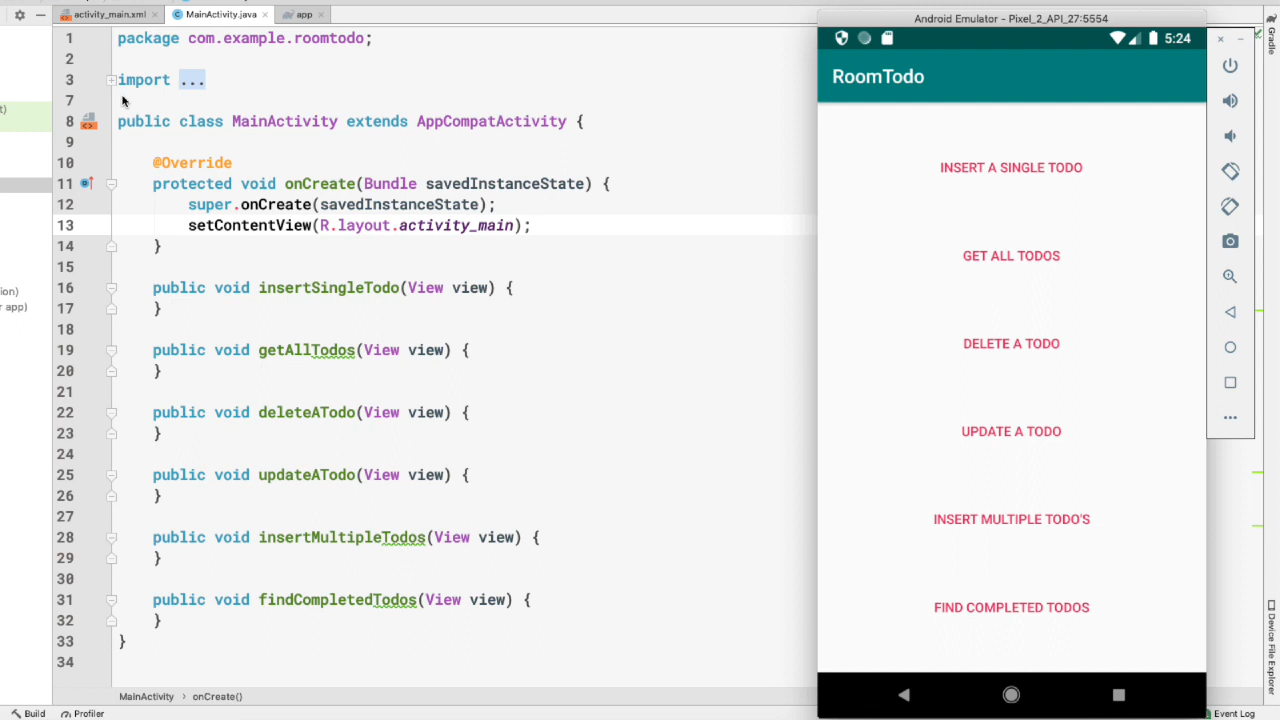 activity_main.xml
MainActivity.java
app
1 package com.example.roomtodo;
2
3 import ...
7
8 public class MainActivity extends AppCompatActivity {
9
10 @Override
11 protected void onCreate(Bundle savedInstanceState) {
12 super.onCreate(savedInstanceState);
13 setContentView(R.layout.activity_main);
14 }
15
16 public void insertSingleTodo(View view) {
17 }
18
19 public void getAllTodos(View view) {
20 }
21
22 public void deleteATodo(View view) {
23 }
24
25 public void updateATodo(View view) {
26 }
27
28 public void insertMultipleTodos(View view) {
29 }
30
31 public void findCompletedTodos(View view) {
32 }
33 }
34
t)
ion)
r app)
MainActivity > onCreate()
Build
Profiler
Android Emulator - Pixel_2_API_27:5554
5:24
RoomTodo
INSERT A SINGLE TODO
GET ALL TODOS
DELETE A TODO
UPDATE A TODO
INSERT MULTIPLE TODO'S
FIND COMPLETED TODOS
Gradle
Device File Explorer
Event Log